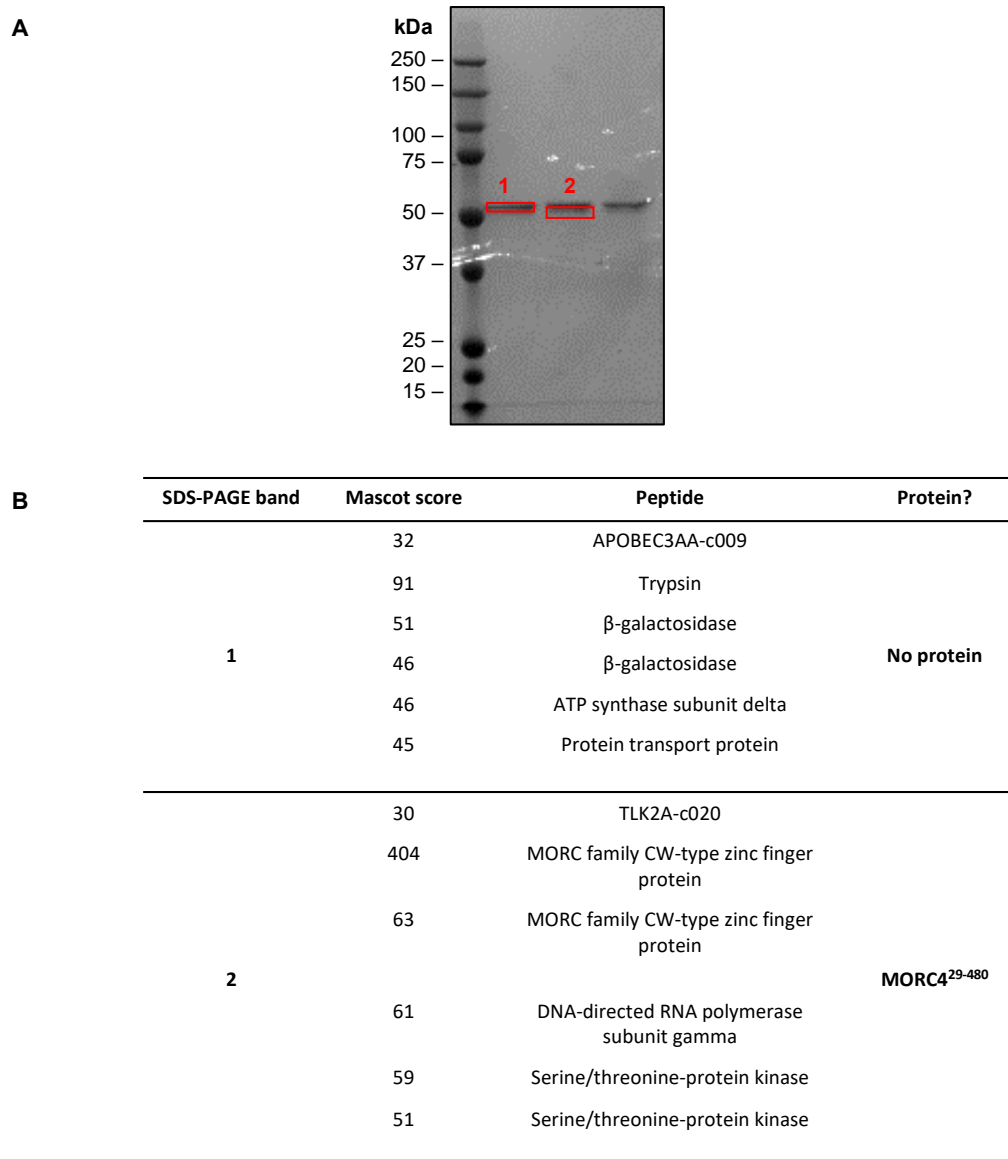 A
kDa
250 –
150 –
100 –
75 –
50 –
37 –
25 –
20 –
15 –
1
2
B
SDS-PAGE band Mascot score Peptide Protein?
32 APOBEC3AA-c009
91 Trypsin
51 β-galactosidase
1 46 β-galactosidase No protein
46 ATP synthase subunit delta
45 Protein transport protein
30 TLK2A-c020
404 MORC family CW-type zinc finger
protein
63 MORC family CW-type zinc finger
protein
2 MORC4²⁹⁻⁴⁸⁰
61 DNA-directed RNA polymerase
subunit gamma
59 Serine/threonine-protein kinase
51 Serine/threonine-protein kinase